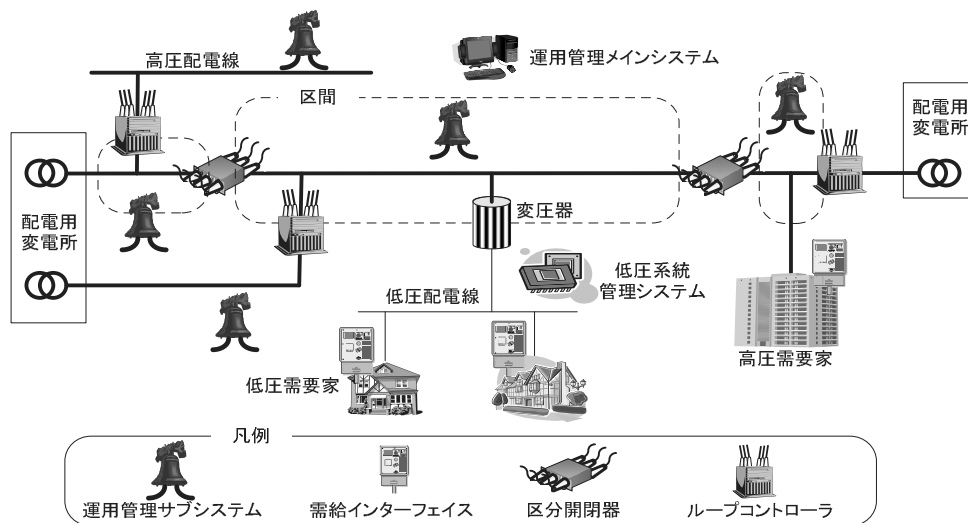 高圧配電線
運用管理メインシステム
区間
配電用
変電所
配電用
変電所
変圧器
低圧系統
管理システム
低圧配電線
低圧需要家
高圧需要家
凡例
運用管理サブシステム
需給インターフェイス
区分開閉器
ループコントローラ